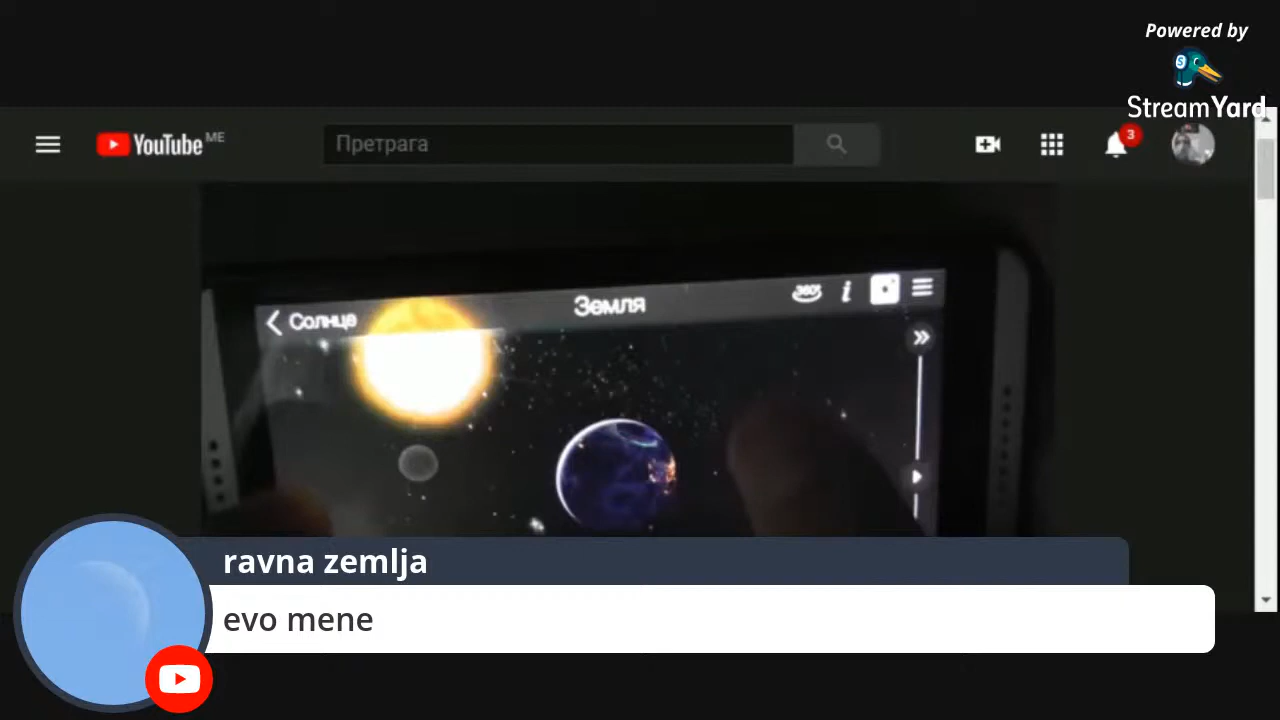 Powered by
StreamYard
YouTube ME
Претрага
3
Солнце
Земля
360°
i
ravna zemlja
evo mene